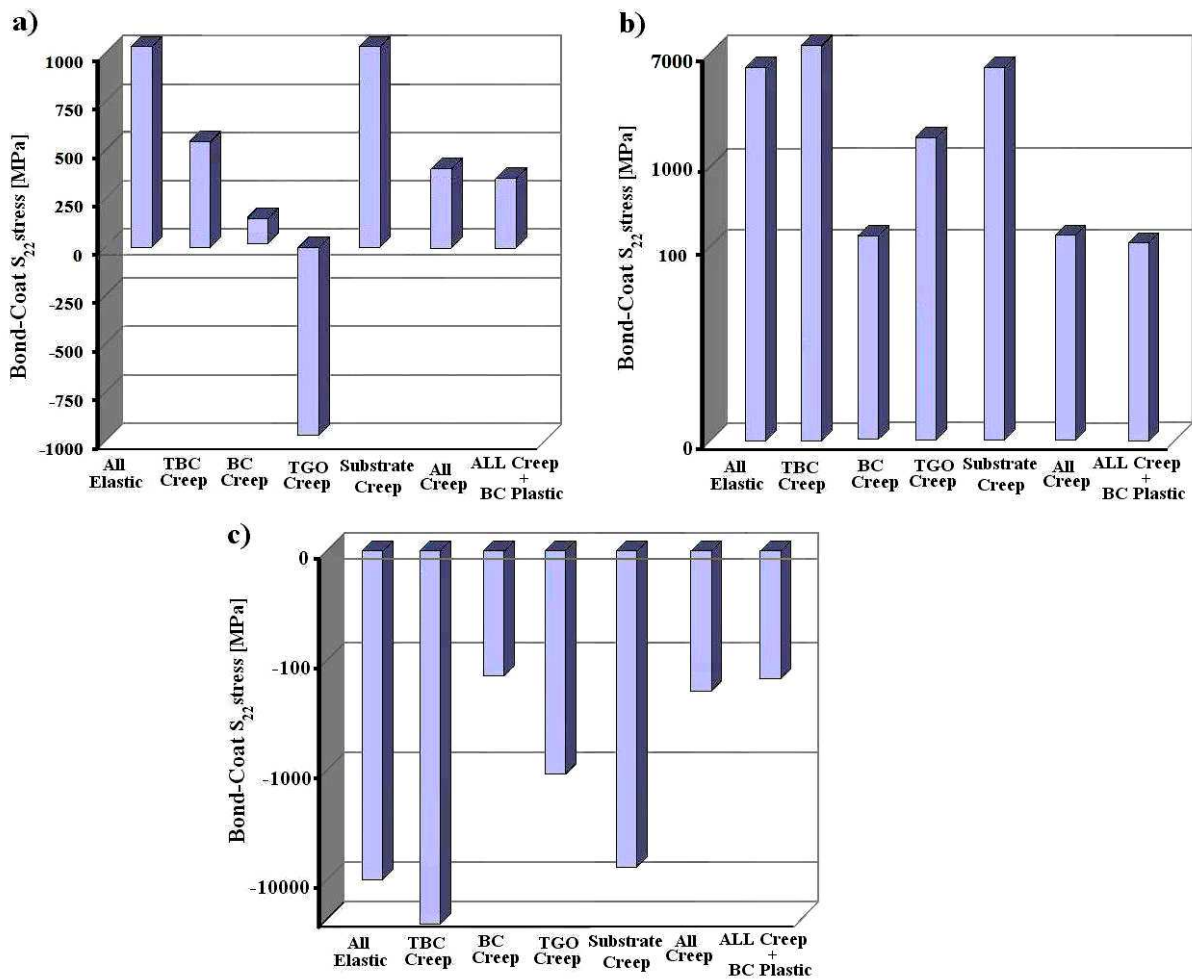 a)
Bond-Coat S22 stress [MPa]
1000
750
500
250
0
-250
-500
-750
-1000
All
Elastic
TBC
Creep
BC
Creep
TGO
Creep
Substrate
Creep
All
Creep
ALL Creep
+
BC Plastic
b)
Bond-Coat S22 stress [MPa]
7000
1000
100
0
All
Elastic
TBC
Creep
BC
Creep
TGO
Creep
Substrate
Creep
All
Creep
ALL Creep
+
BC Plastic
c)
Bond-Coat S22 stress [MPa]
0
-100
-1000
-10000
All
Elastic
TBC
Creep
BC
Creep
TGO
Creep
Substrate
Creep
All
Creep
ALL Creep
+
BC Plastic